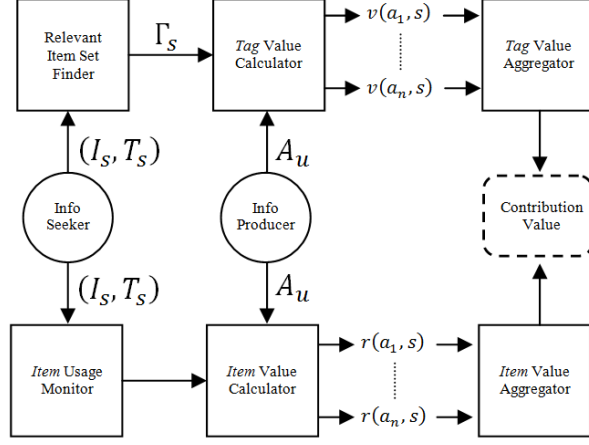 Relevant
Item Set
Finder
Γs
Tag Value
Calculator
v(a1, s)
v(an, s)
Tag Value
Aggregator
(Is, Ts)
Au
Info
Seeker
Info
Producer
Contribution
Value
(Is, Ts)
Au
Item Usage
Monitor
Item Value
Calculator
r(a1, s)
r(an, s)
Item Value
Aggregator